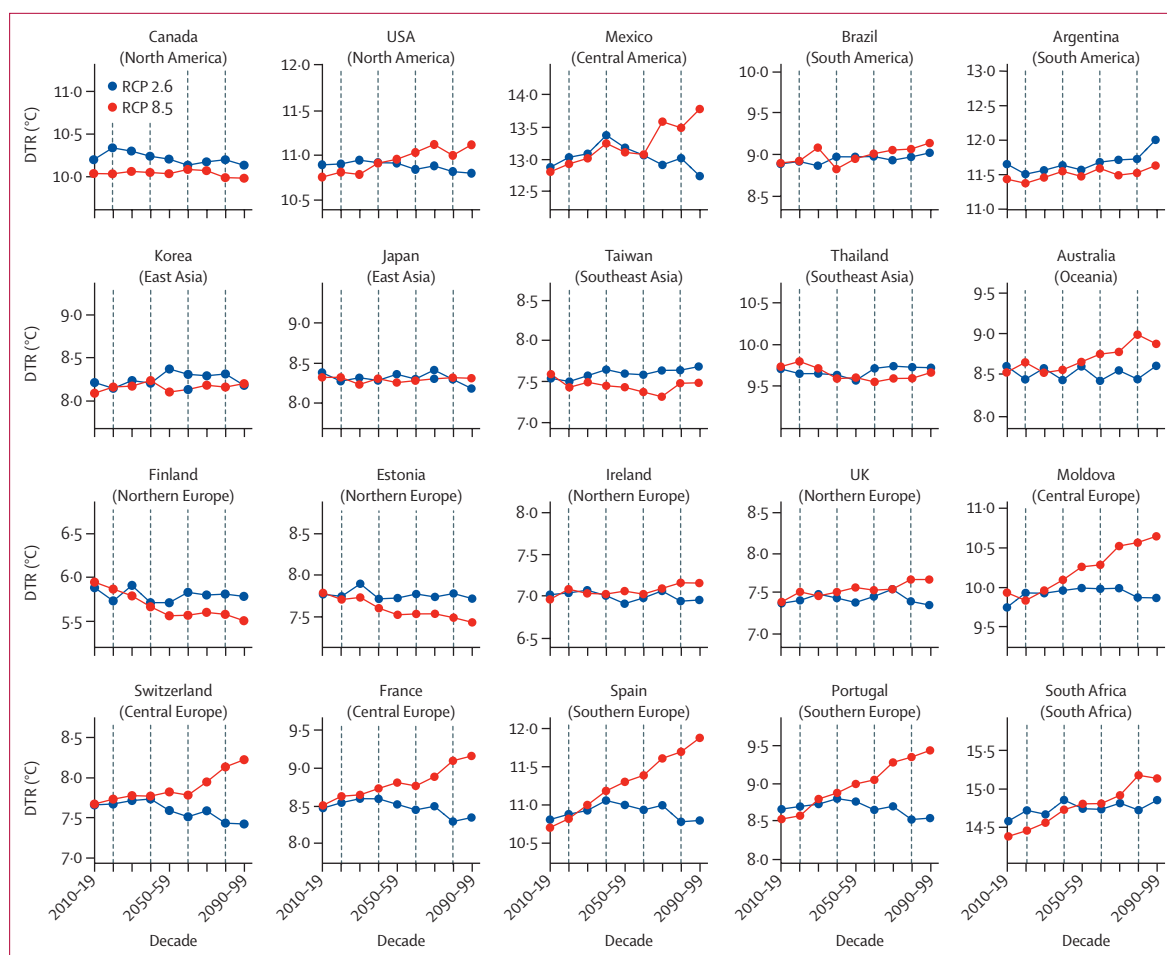 Canada
(North America)
USA
(North America)
Mexico
(Central America)
Brazil
(South America)
Argentina
(South America)
DTR (°C)
11·0
10·5
10·0
RCP 2.6
RCP 8.5
12·0
11·5
11·0
10·5
14·0
13·5
13·0
12·5
10·0
9·5
9·0
8·5
13·0
12·5
12·0
11·5
11·0
Korea
(East Asia)
Japan
(East Asia)
Taiwan
(Southeast Asia)
Thailand
(Southeast Asia)
Australia
(Oceania)
DTR (°C)
9·0
8·5
8·0
9·0
8·5
8·0
8·5
8·0
7·5
7·0
10·5
10·0
9·5
9·5
9·0
8·5
8·0
Finland
(Northern Europe)
Estonia
(Northern Europe)
Ireland
(Northern Europe)
UK
(Northern Europe)
Moldova
(Central Europe)
DTR (°C)
6·5
6·0
5·5
8·5
8·0
7·5
8·0
7·5
7·0
6·5
8·5
8·0
7·5
7·0
11·0
10·5
10·0
9·5
Switzerland
(Central Europe)
France
(Central Europe)
Spain
(Southern Europe)
Portugal
(Southern Europe)
South Africa
(South Africa)
DTR (°C)
8·5
8·0
7·5
7·0
9·5
9·0
8·5
8·0
12·0
11·5
11·0
10·5
9·5
9·0
8·5
8·0
15·5
15·0
14·5
2010–19
2050–59
2090–99
2010–19
2050–59
2090–99
2010–19
2050–59
2090–99
2010–19
2050–59
2090–99
2010–19
2050–59
2090–99
Decade
Decade
Decade
Decade
Decade